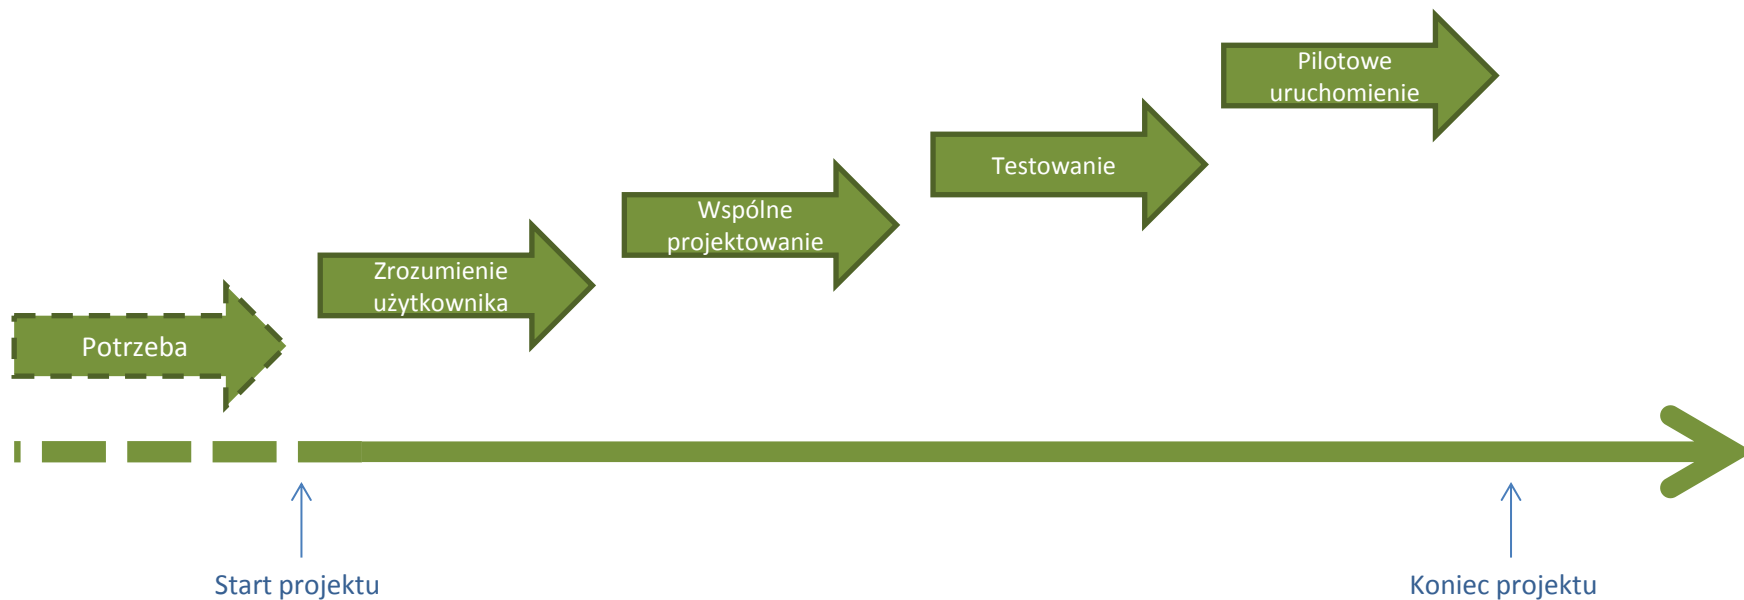 Pilotowe
uruchomienie
Testowanie
Wspólne
projektowanie
Zrozumienie
użytkownika
Potrzeba
Start projektu
Koniec projektu